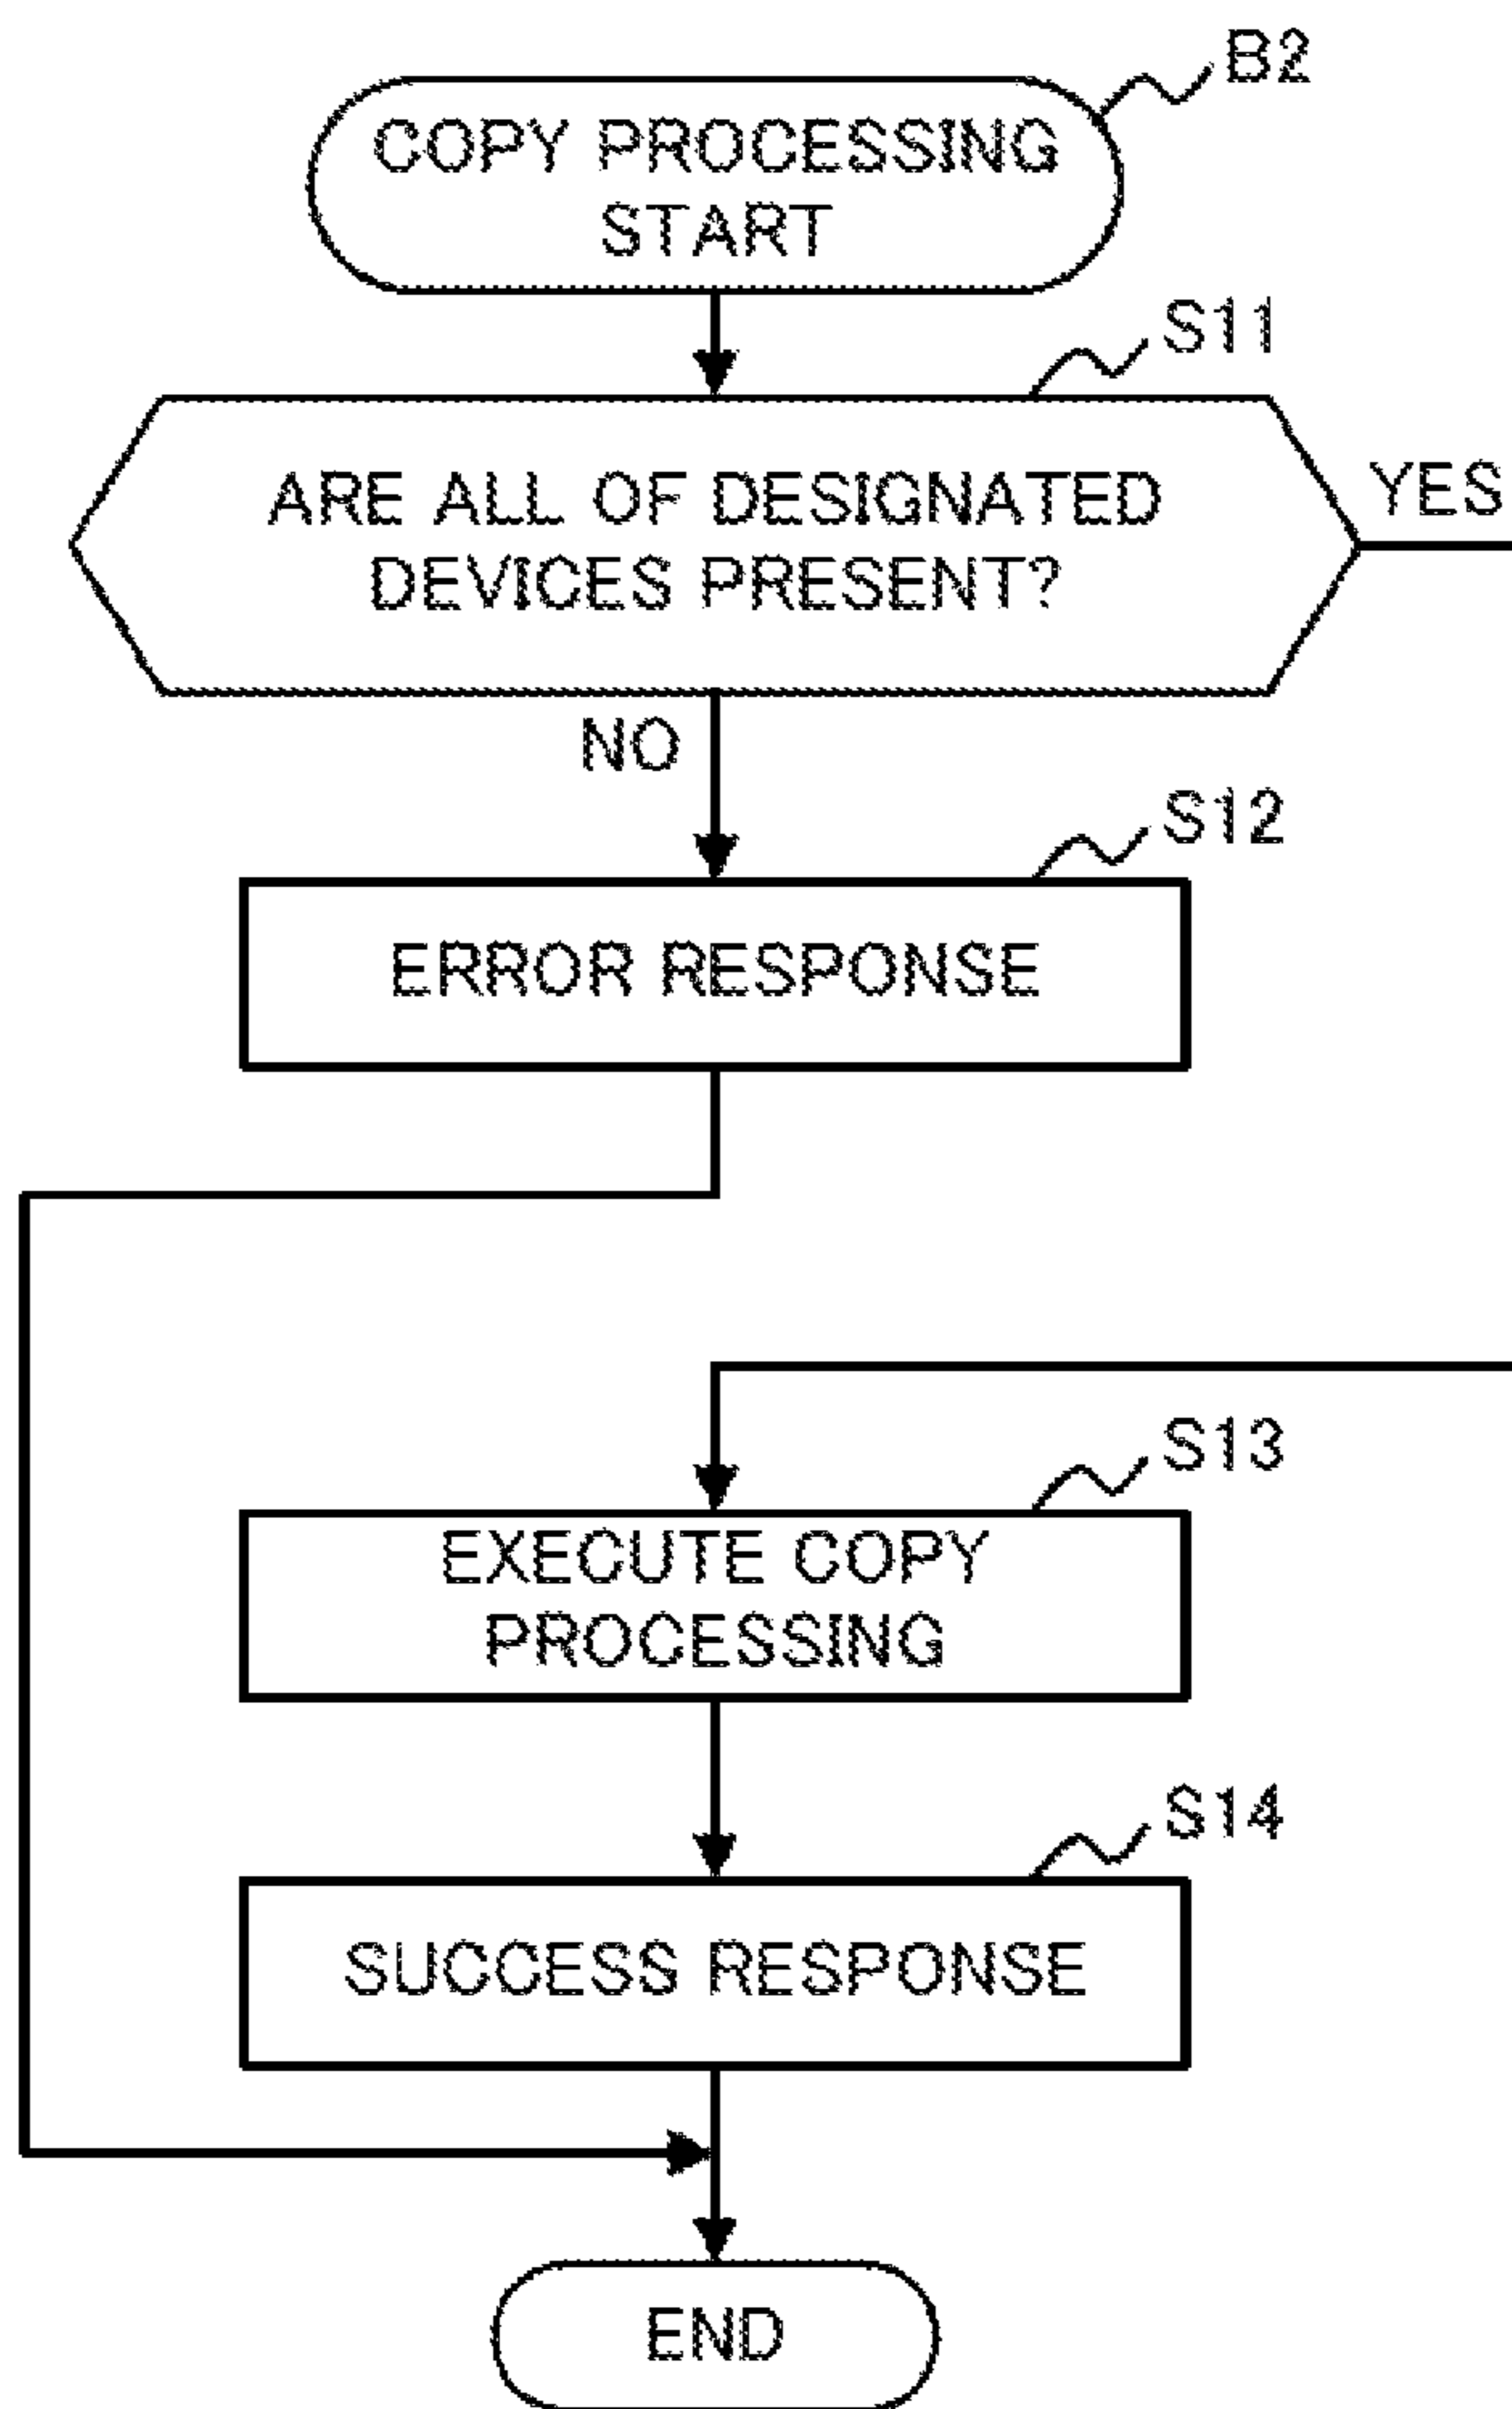 B2
COPY PROCESSING
START
S11
ARE ALL OF DESIGNATED
DEVICES PRESENT?
YES
NO
S12
ERROR RESPONSE
S13
EXECUTE COPY
PROCESSING
S14
SUCCESS RESPONSE
END